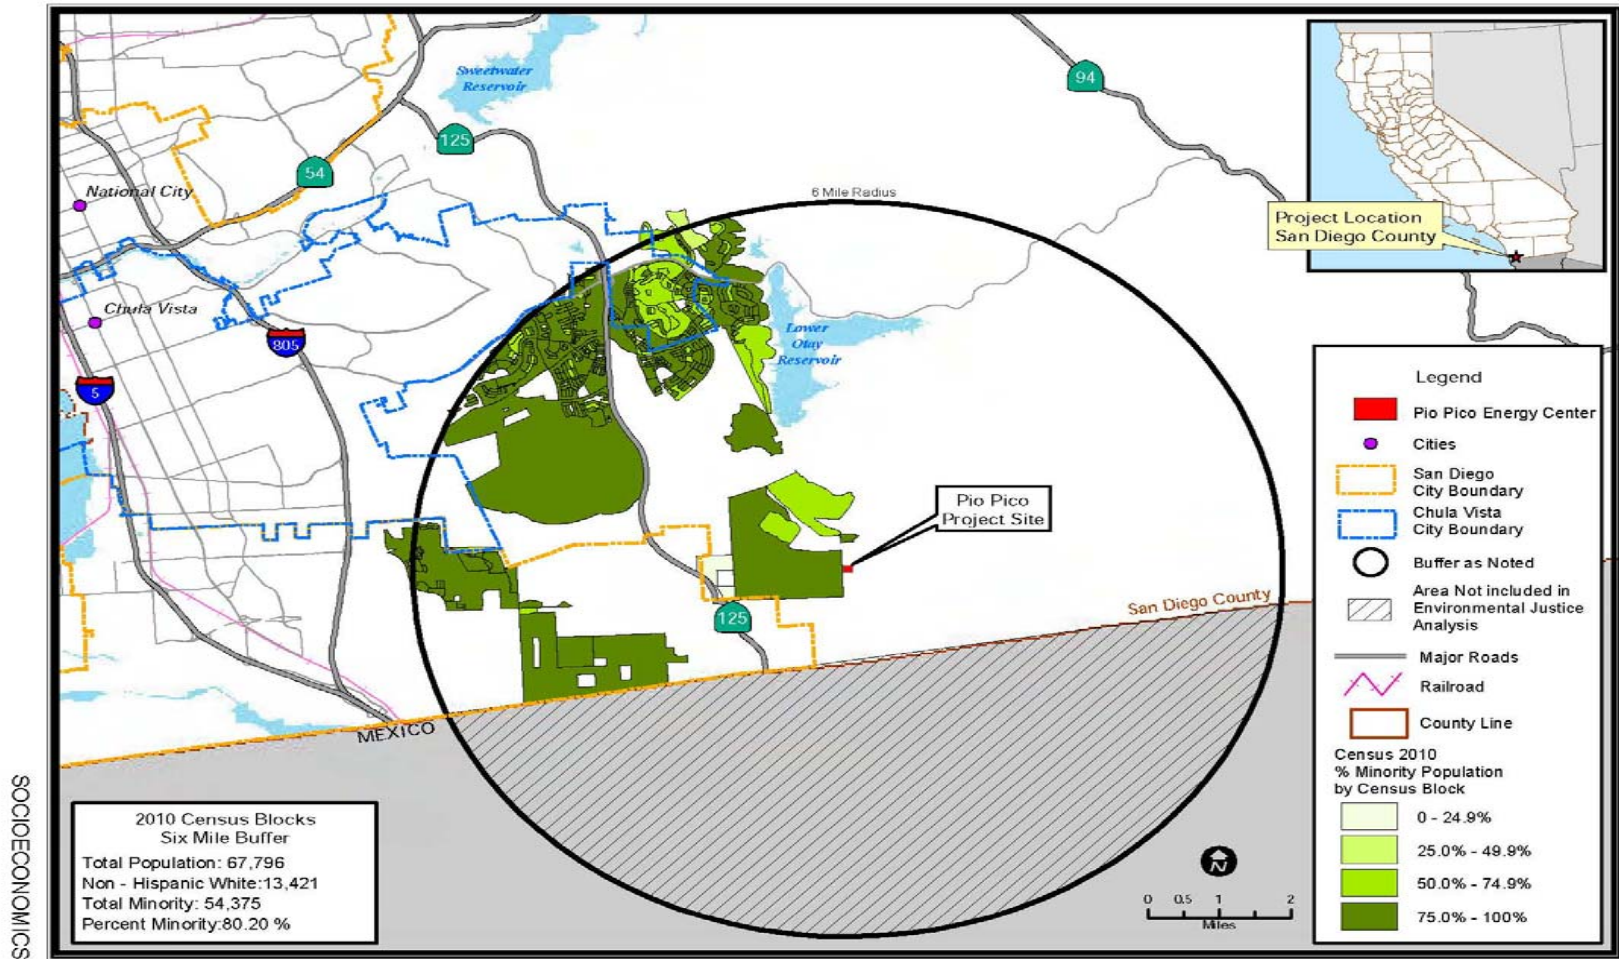 SOCIOECONOMICS
Sweetwater
Reservoir
94
125
54
National City
6 Mile Radius
Project Location
San Diego County
Chula Vista
805
5
Lower
Otay
Reservoir
Pio Pico
Project Site
125
San Diego County
MEXICO
Legend
Pio Pico Energy Center
Cities
San Diego
City Boundary
Chula Vista
City Boundary
Buffer as Noted
Area Not included in
Environmental Justice
Analysis
Major Roads
Railroad
County Line
Census 2010
% Minority Population
by Census Block
0 - 24.9%
25.0% - 49.9%
50.0% - 74.9%
75.0% - 100%
2010 Census Blocks
Six Mile Buffer
Total Population: 67,796
Non - Hispanic White:13,421
Total Minority: 54,375
Percent Minority:80.20 %
N
0 0.5 1 2
Miles